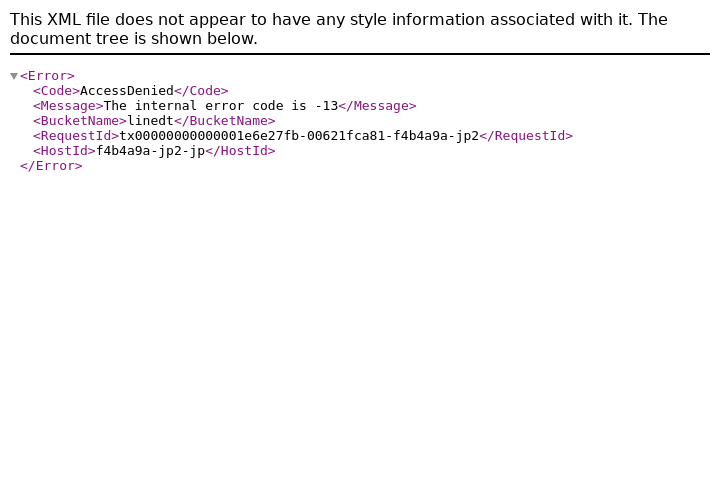 This XML file does not appear to have any style information associated with it. The
document tree is shown below.
<Error>
<Code>AccessDenied</Code>
<Message>The internal error code is -13</Message>
<BucketName>linedt</BucketName>
<RequestId>tx00000000000001e6e27fb-00621fca81-f4b4a9a-jp2</RequestId>
<HostId>f4b4a9a-jp2-jp</HostId>
</Error>